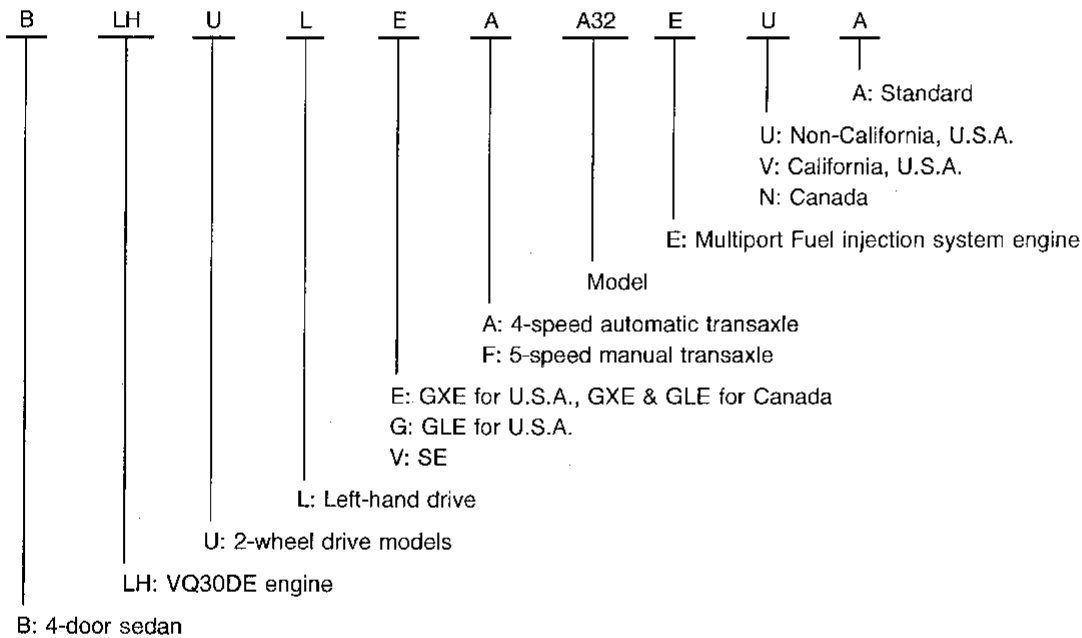 B LH U L E A A32 E U A
A: Standard
U: Non-California, U.S.A.
V: California, U.S.A.
N: Canada
E: Multiport Fuel injection system engine
Model
A: 4-speed automatic transaxle
F: 5-speed manual transaxle
E: GXE for U.S.A., GXE & GLE for Canada
G: GLE for U.S.A.
V: SE
L: Left-hand drive
U: 2-wheel drive models
LH: VQ30DE engine
B: 4-door sedan